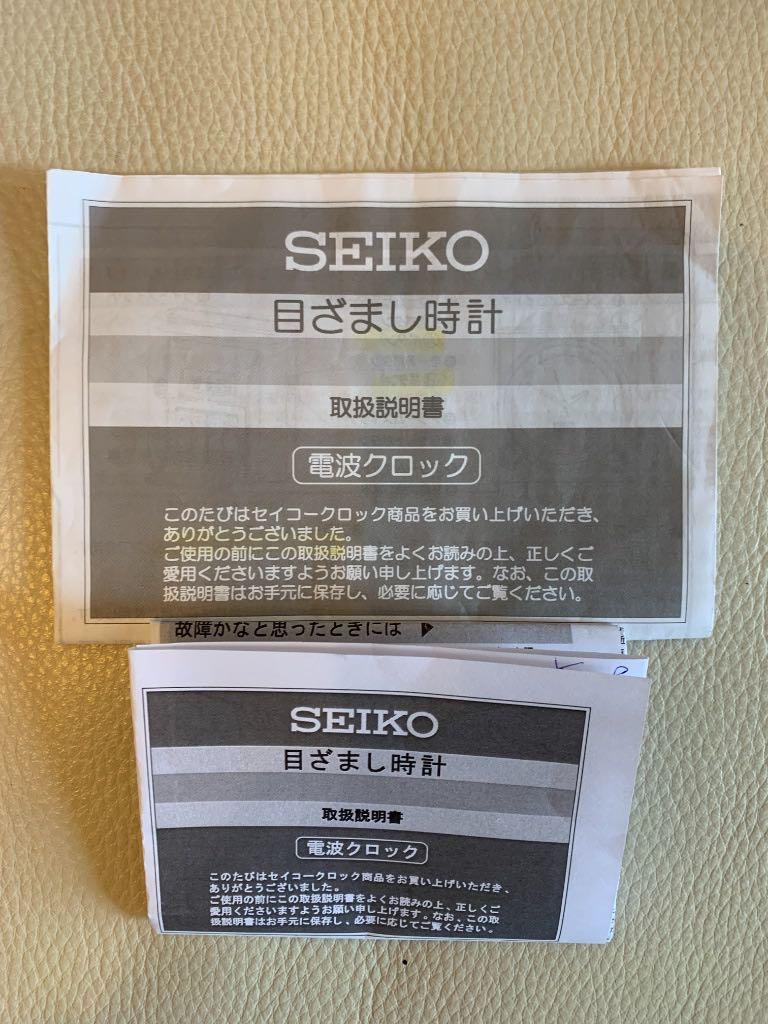 SEIKO
目ざまし時計
取扱説明書
電波クロック
このたびはセイコークロック商品をお買い上げいただき、
ありがとうございました。
ご使用の前にこの取扱説明書をよくお読みの上、正しくご
愛用くださいますようお願い申し上げます。なお、この取
扱説明書はお手元に保存し、必要に応じてご覧ください。
故障かなと思ったときには ▶
SEIKO
目ざまし時計
取扱説明書
電波クロック
このたびはセイコークロック商品をお買い上げいただき、
ありがとうございました。
ご使用の前にこの取扱説明書をよくお読みの上、正しくご
愛用くださいますようお願い申し上げます。なお、この取
扱説明書はお手元に保存し、必要に応じてご覧ください。